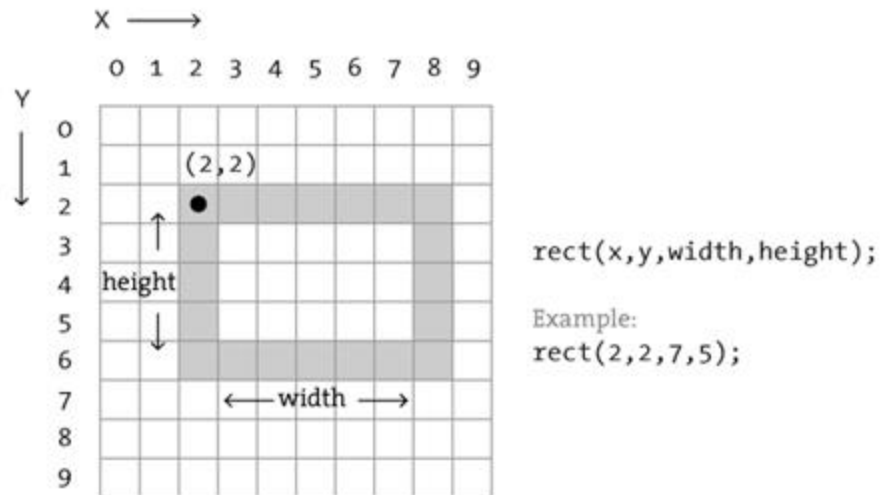 X
0 1 2 3 4 5 6 7 8 9
Y
0
1
(2,2)
2
3
height
4
5
6
width
7
8
9
rect(x,y,width,height);
Example:
rect(2,2,7,5);